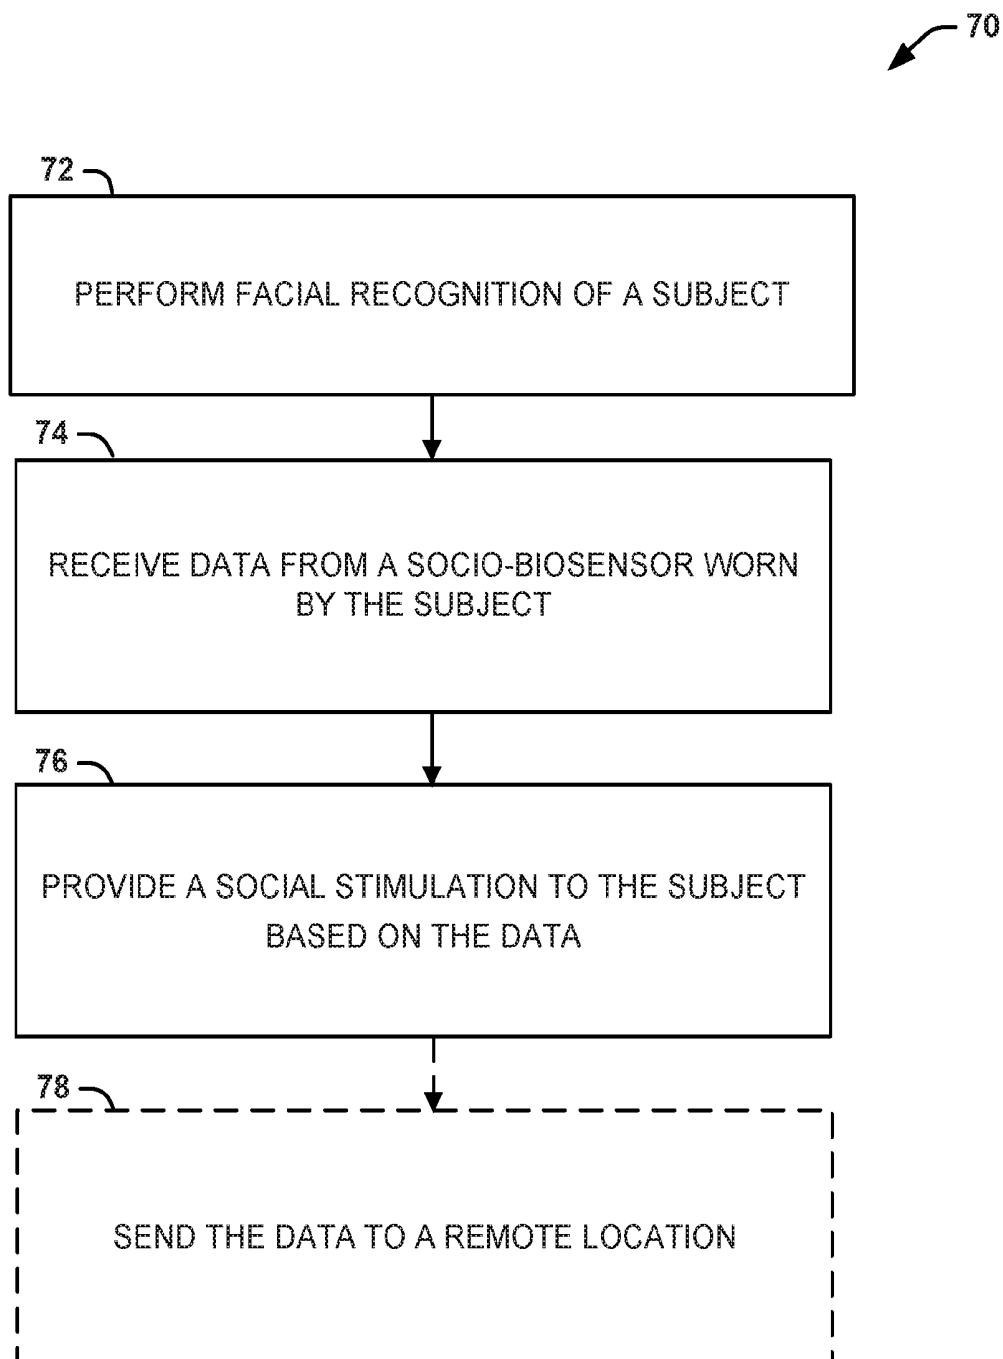 70
72
PERFORM FACIAL RECOGNITION OF A SUBJECT
74
RECEIVE DATA FROM A SOCIO-BIOSENSOR WORN
BY THE SUBJECT
76
PROVIDE A SOCIAL STIMULATION TO THE SUBJECT
BASED ON THE DATA
78
SEND THE DATA TO A REMOTE LOCATION